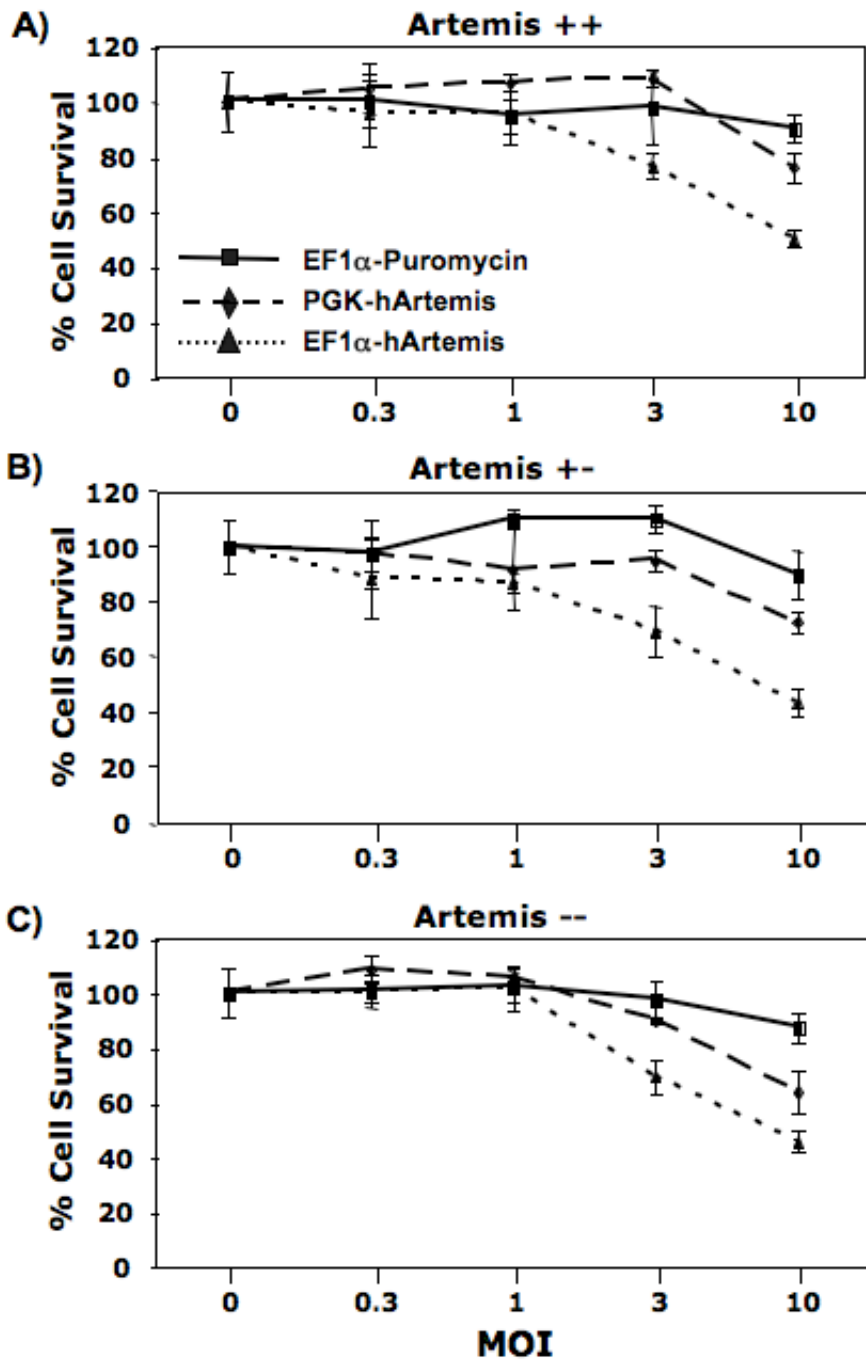 A)
Artemis ++
% Cell Survival
120
100
80
60
40
20
0
EF1α-Puromycin
PGK-hArtemis
EF1α-hArtemis
0 0.3 1 3 10
B)
Artemis +-
% Cell Survival
120
100
80
60
40
20
0
0 0.3 1 3 10
C)
Artemis --
% Cell Survival
120
100
80
60
40
20
0
0 0.3 1 3 10
MOI